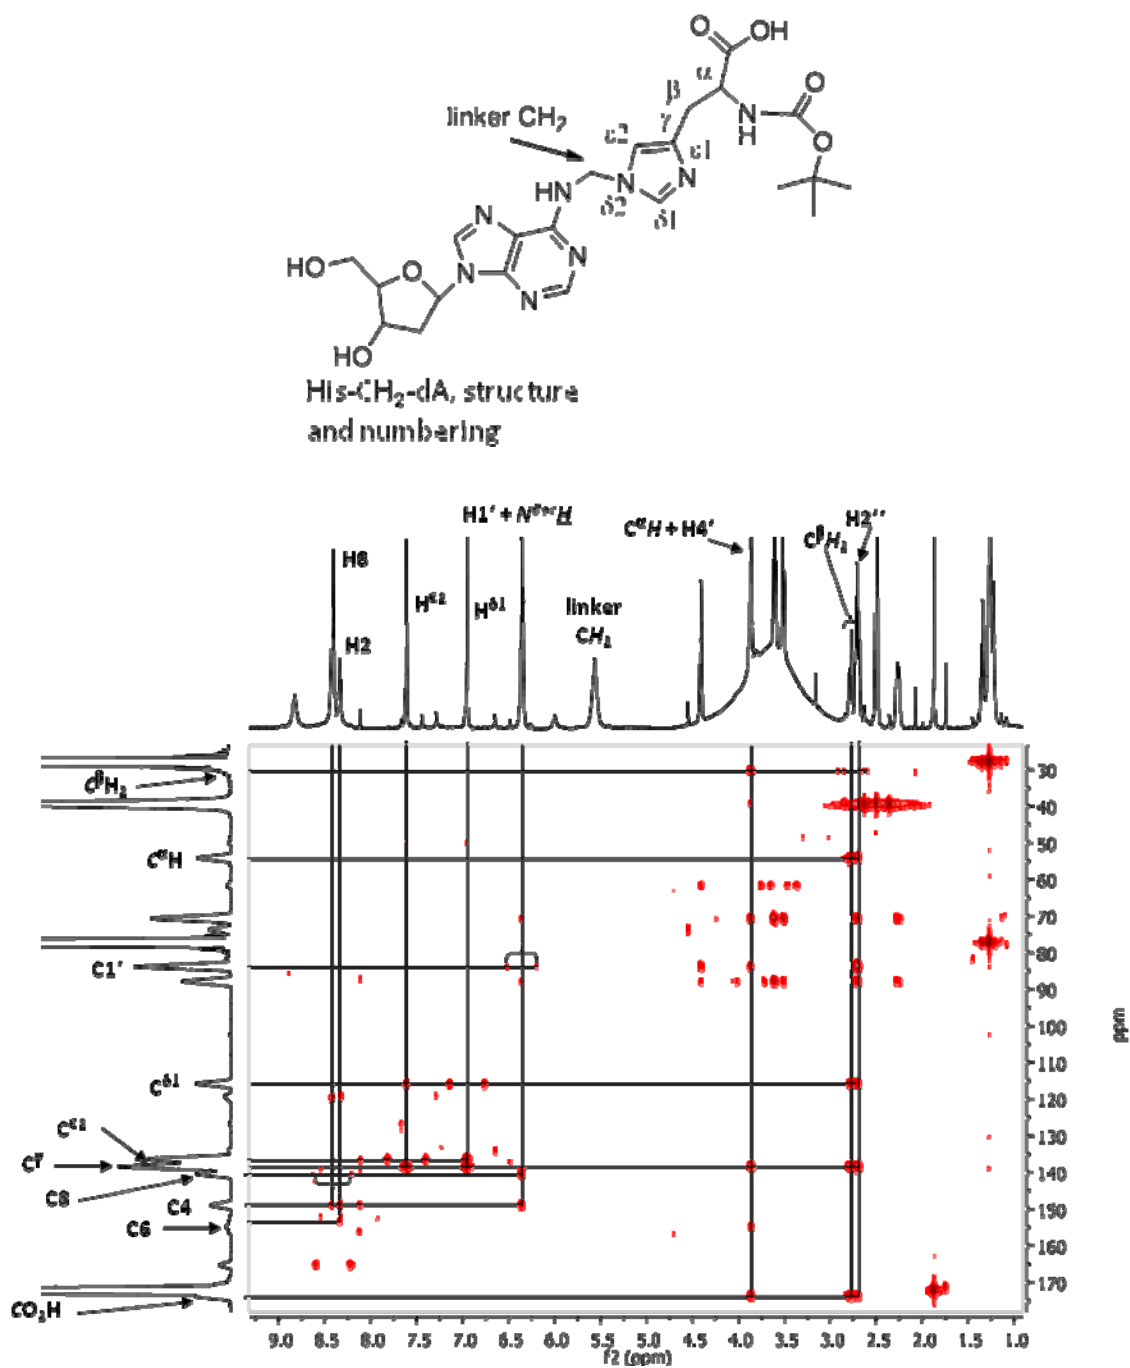 O
OH
α
β
γ
N
H
O
O
linker CH2
ε2
ε1
N
N
δ2
δ1
HN
N
N
N
N
O
HO
HO
His-CH2-dA, structure
and numbering
H1' + NBocH
CαH + H4'
H2''
CβH2
H8
Hε2
Hδ1
linker
CH2
H2
CβH2
CαH
C1'
Cδ1
Cε2
Cγ
C8
C4
C6
CO2H
30
40
50
60
70
80
90
100
110
120
130
140
150
160
170
ppm
9.0 8.5 8.0 7.5 7.0 6.5 6.0 5.5 5.0 4.5 4.0 3.5 3.0 2.5 2.0 1.5 1.0
f2 (ppm)